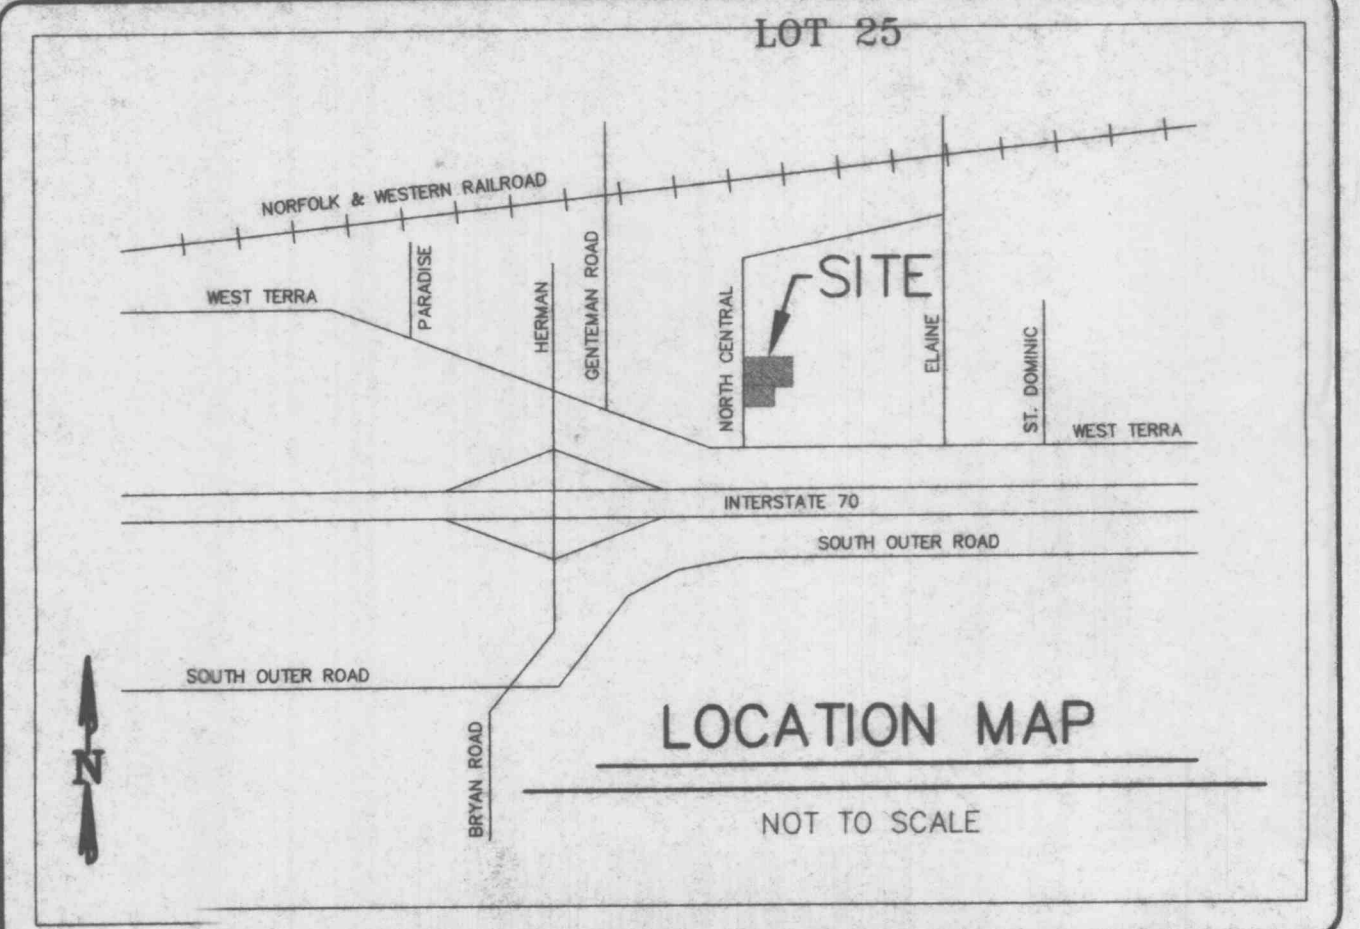 LOT 25
NORFOLK & WESTERN RAILROAD
WEST TERRA
PARADISE
HERMAN
GENTEMAN ROAD
NORTH CENTRAL
SITE
ELAINE
ST. DOMINIC
WEST TERRA
INTERSTATE 70
SOUTH OUTER ROAD
SOUTH OUTER ROAD
BRYAN ROAD
N
LOCATION MAP
NOT TO SCALE